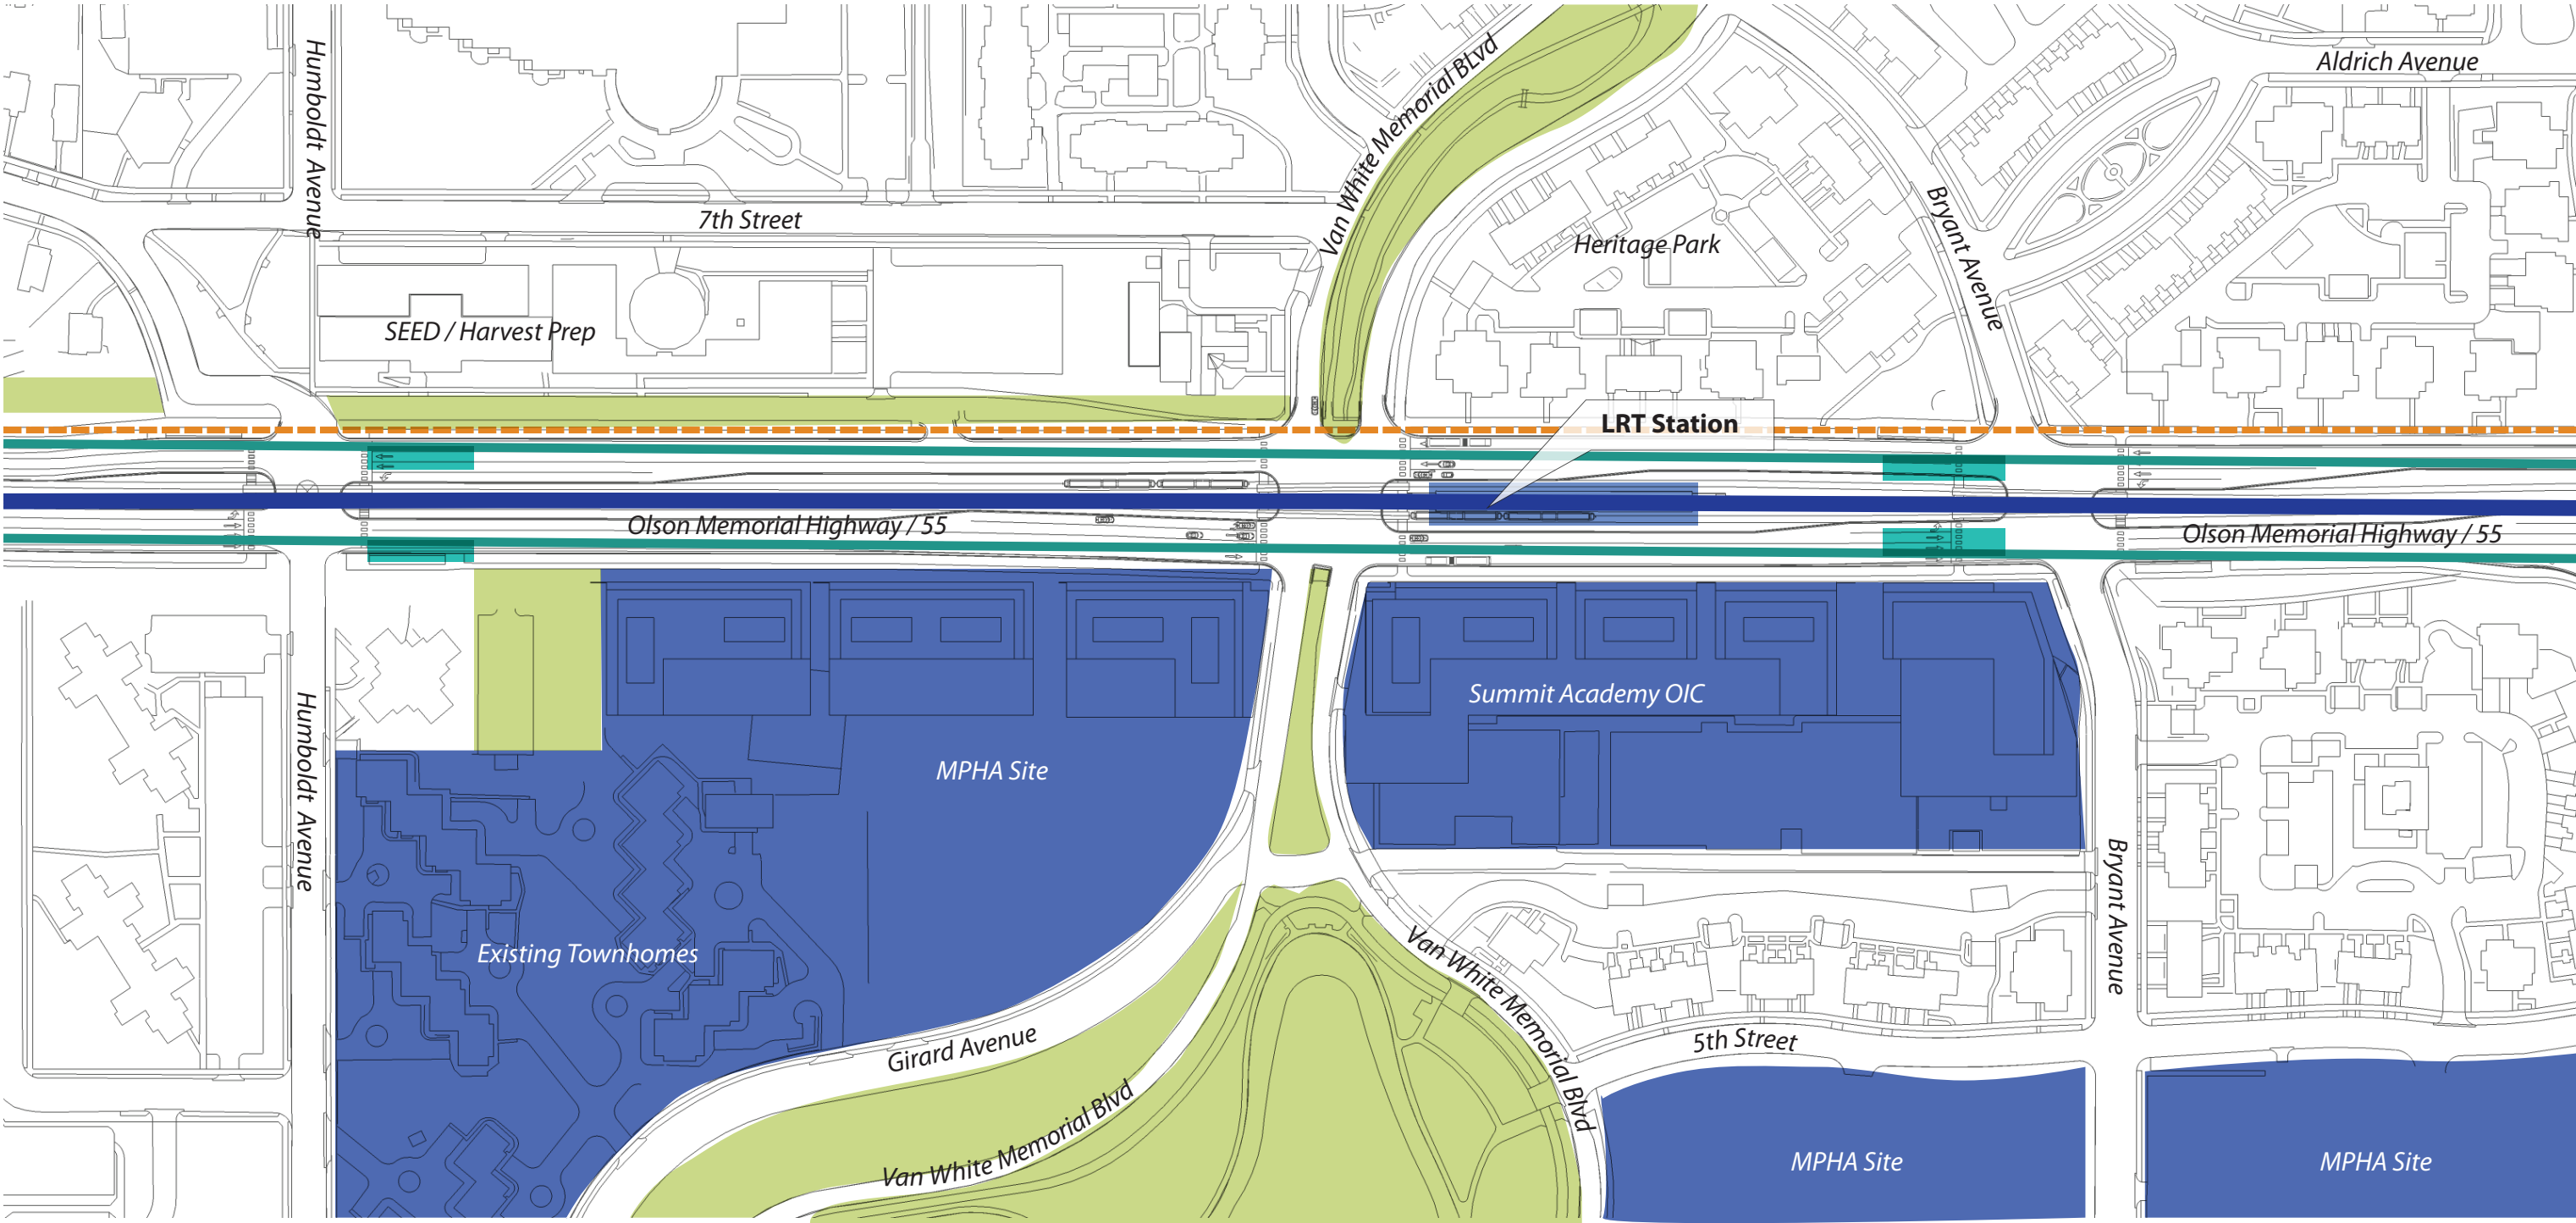 Aldrich Avenue
Humboldt Avenue
Van White Memorial BLvd
7th Street
Bryant Avenue
Heritage Park
SEED / Harvest Prep
LRT Station
Olson Memorial Highway / 55
Olson Memorial Highway / 55
Summit Academy OIC
MPHA Site
Humboldt Avenue
Bryant Avenue
Existing Townhomes
Van White Memorial Blvd
Girard Avenue
5th Street
Van White Memorial Blvd
MPHA Site
MPHA Site